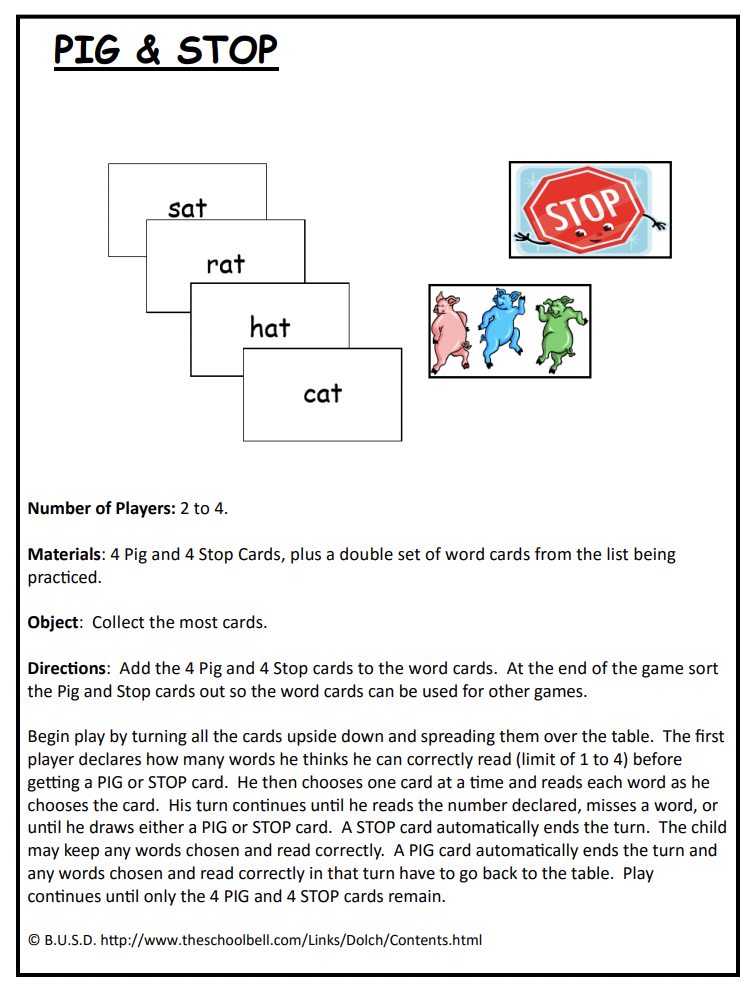 PIG & STOP
sat
rat
hat
cat
STOP
Number of Players: 2 to 4.
Materials: 4 Pig and 4 Stop Cards, plus a double set of word cards from the list being
practiced.
Object:  Collect the most cards.
Directions:  Add the 4 Pig and 4 Stop cards to the word cards.  At the end of the game sort
the Pig and Stop cards out so the word cards can be used for other games.
Begin play by turning all the cards upside down and spreading them over the table.  The first
player declares how many words he thinks he can correctly read (limit of 1 to 4) before
getting a PIG or STOP card.  He then chooses one card at a time and reads each word as he
chooses the card.  His turn continues until he reads the number declared, misses a word, or
until he draws either a PIG or STOP card.  A STOP card automatically ends the turn.  The child
may keep any words chosen and read correctly.  A PIG card automatically ends the turn and
any words chosen and read correctly in that turn have to go back to the table.  Play
continues until only the 4 PIG and 4 STOP cards remain.
© B.U.S.D. http://www.theschoolbell.com/Links/Dolch/Contents.html